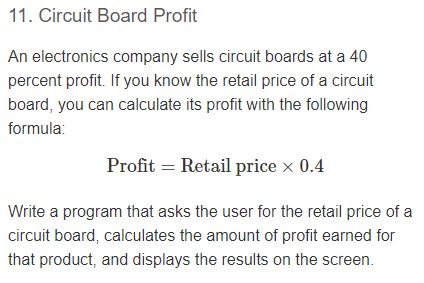 11. Circuit Board Profit
An electronics company sells circuit boards at a 40
percent profit. If you know the retail price of a circuit
board, you can calculate its profit with the following
formula:
Profit = Retail price × 0.4
Write a program that asks the user for the retail price of a
circuit board, calculates the amount of profit earned for
that product, and displays the results on the screen.